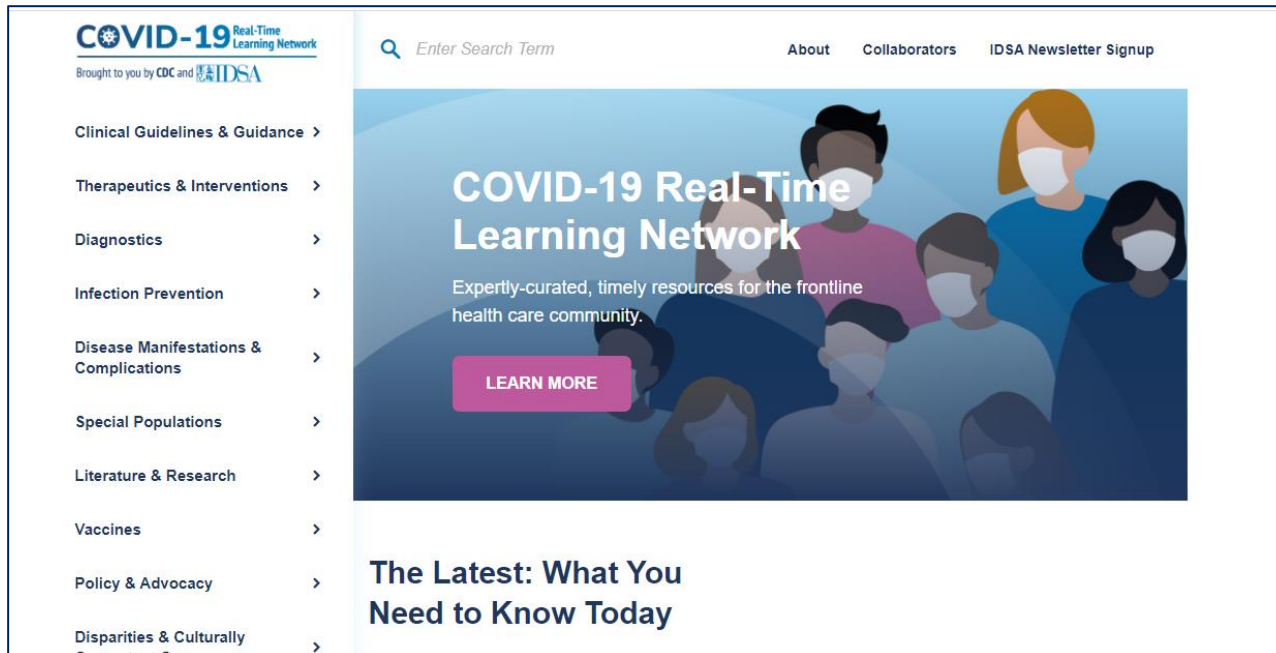 COVID-19 Real-Time
Learning Network
Brought to you by CDC and IDSA
Enter Search Term
About Collaborators IDSA Newsletter Signup
Clinical Guidelines & Guidance
Therapeutics & Interventions
Diagnostics
Infection Prevention
Disease Manifestations &
Complications
Special Populations
Literature & Research
Vaccines
Policy & Advocacy
Disparities & Culturally
COVID-19 Real-Time
Learning Network
Expertly-curated, timely resources for the frontline
health care community.
LEARN MORE
The Latest: What You
Need to Know Today